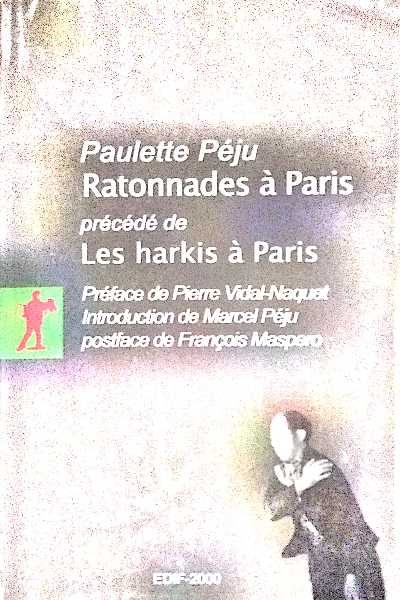 Paulette Péju
Ratonnades à Paris
précédé de
Les harkis à Paris
Préface de Pierre Vidal-Naquet
Introduction de Marcel Péju
postface de François Maspero
EDIF-2000